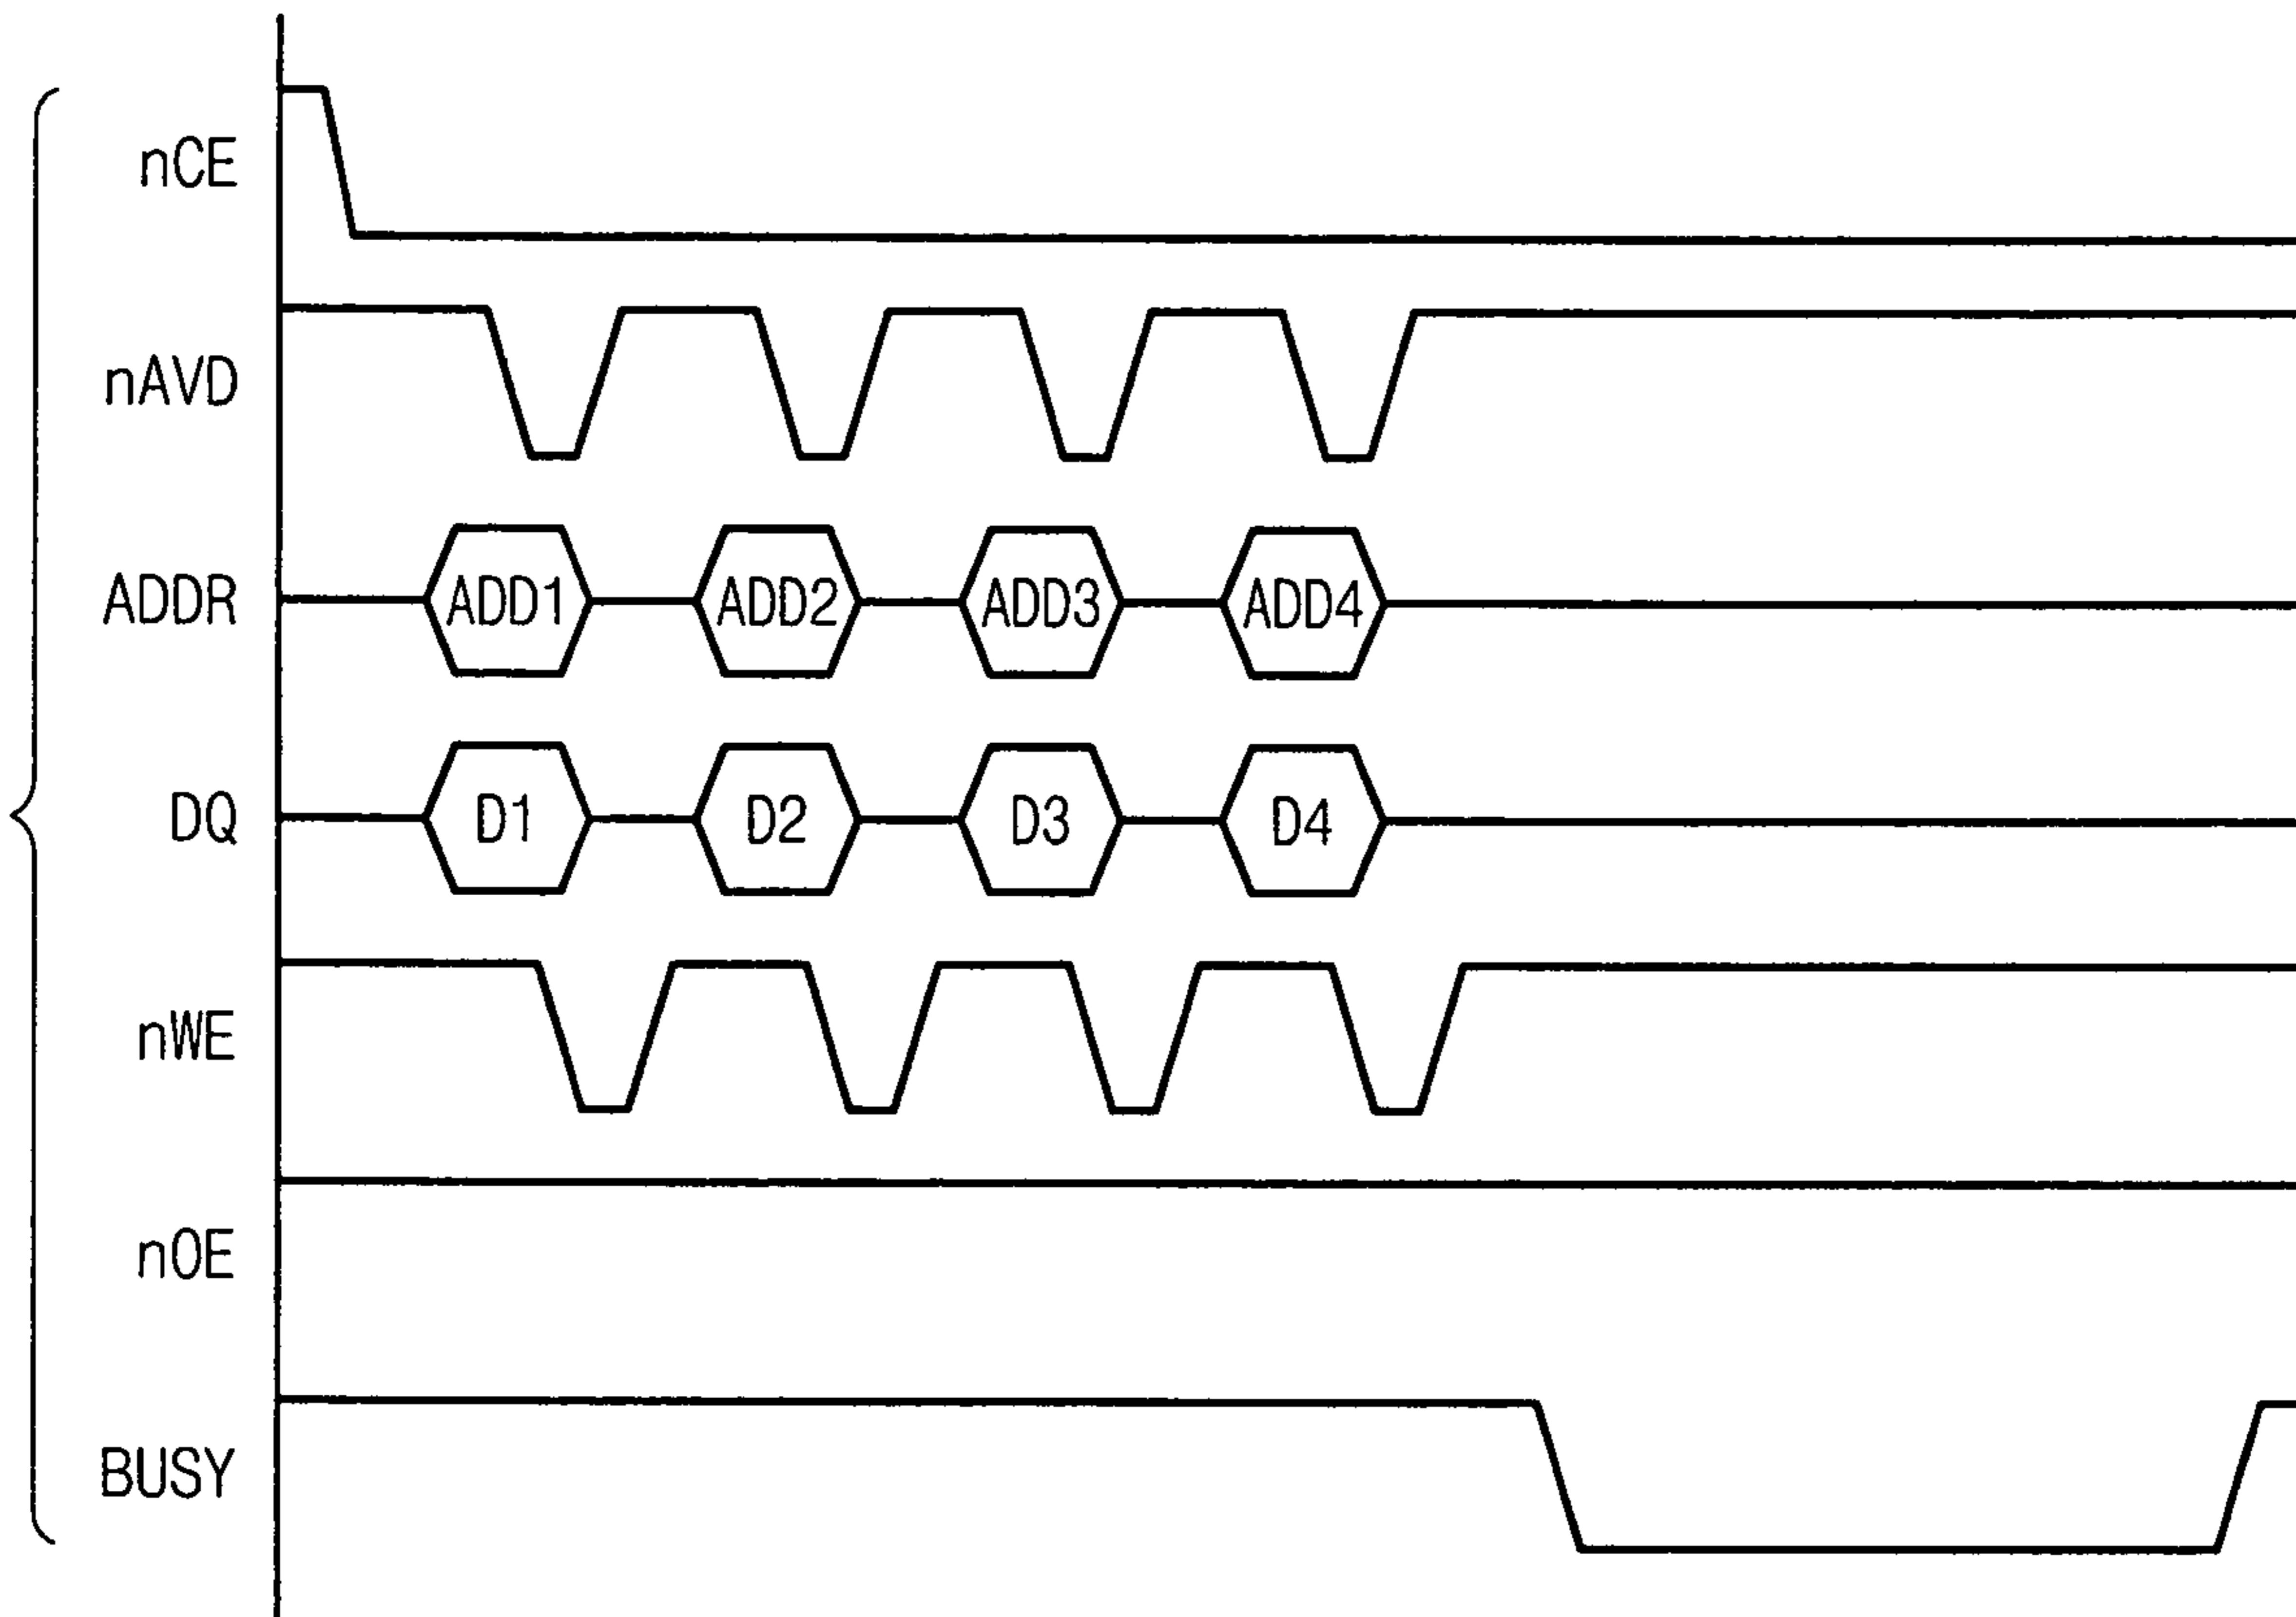 nCE
nAVD
ADDR ADD1 ADD2 ADD3 ADD4
DQ D1 D2 D3 D4
nWE
nOE
BUSY